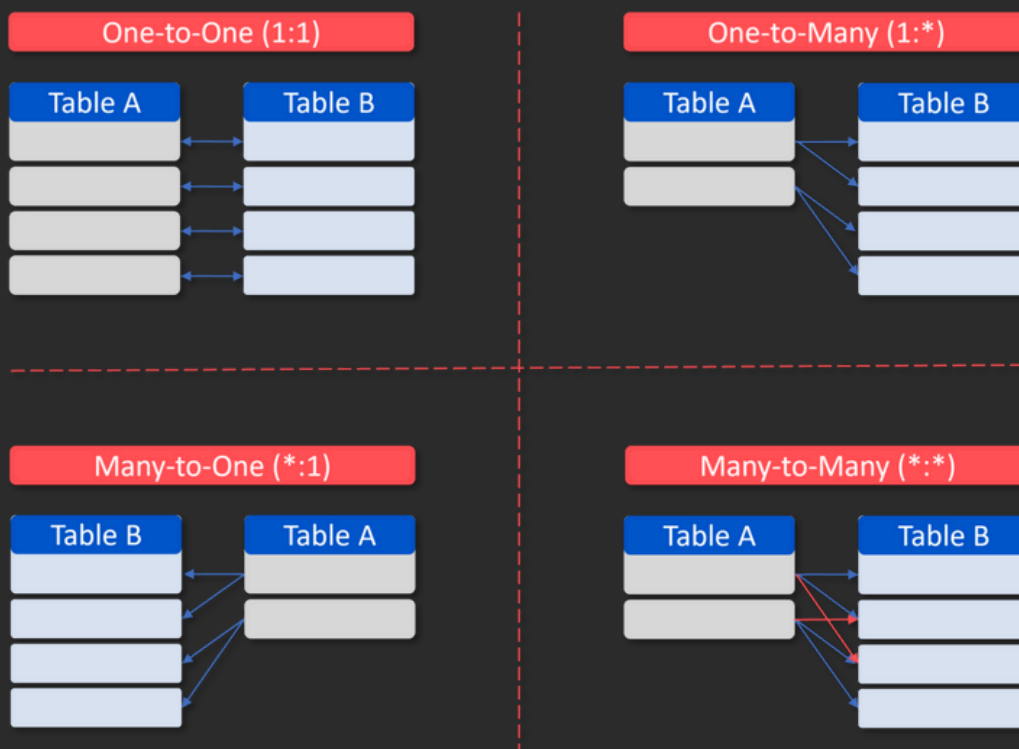 One-to-One (1:1)
Table A
Table B
One-to-Many (1:*)
Table A
Table B
Many-to-One (*:1)
Table B
Table A
Many-to-Many (*:*)
Table A
Table B